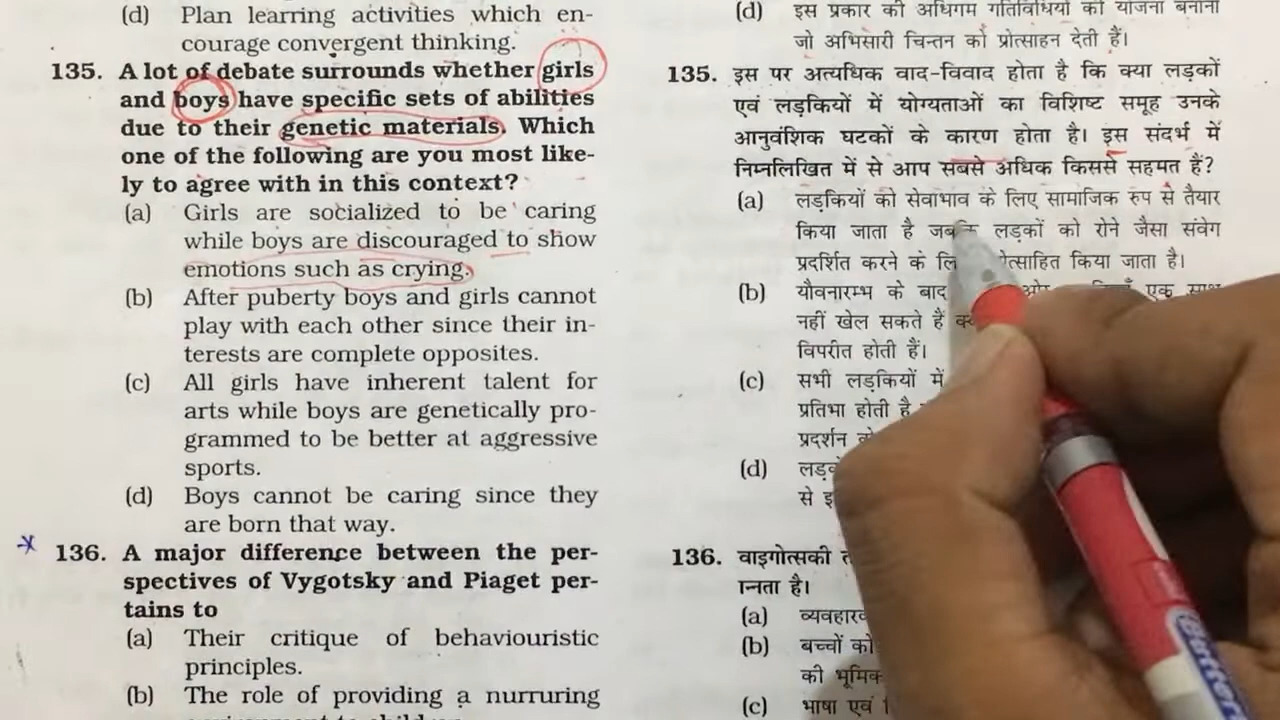 (d) Plan learning activities which en-
courage convergent thinking.
135. A lot of debate surrounds whether girls
and boys have specific sets of abilities
due to their genetic materials. Which
one of the following are you most like-
ly to agree with in this context?
(a) Girls are socialized to be caring
while boys are discouraged to show
emotions such as crying.
(b) After puberty boys and girls cannot
play with each other since their in-
terests are complete opposites.
(c) All girls have inherent talent for
arts while boys are genetically pro-
grammed to be better at aggressive
sports.
(d) Boys cannot be caring since they
are born that way.
136. A major difference between the per-
spectives of Vygotsky and Piaget per-
tains to
(a) Their critique of behaviouristic
principles.
(b) The role of providing a nurruring
(d) इस प्रकार की अधिगम गतिविधियों की योजना बनाना
जो अभिसारी चिन्तन को प्रोत्साहन देती हैं।
135. इस पर अत्यधिक वाद-विवाद होता है कि क्या लड़कों
एवं लड़कियों में योग्यताओं का विशिष्ट समूह उनके
आनुवंशिक घटकों के कारण होता है। इस संदर्भ में
निम्नलिखित में से आप सबसे अधिक किससे सहमत हैं?
(a) लड़कियों को सेवाभाव के लिए सामाजिक रुप से तैयार
किया जाता है लड़कों को रोने जैसा संवेग
प्रदर्शित करने के किया जाता है।
(b) यौवनारम्भ के बाद एक साथ
नहीं खेल सकते हैं
विपरीत होती हैं।
(c) सभी लड़कियों में
प्रतिभा होती है
प्रदर्शन
(d)
से
136. वाइगोत्सकी
न्नता है।
(a)
(b) बच्चों को
की
(c) भाषा एवं